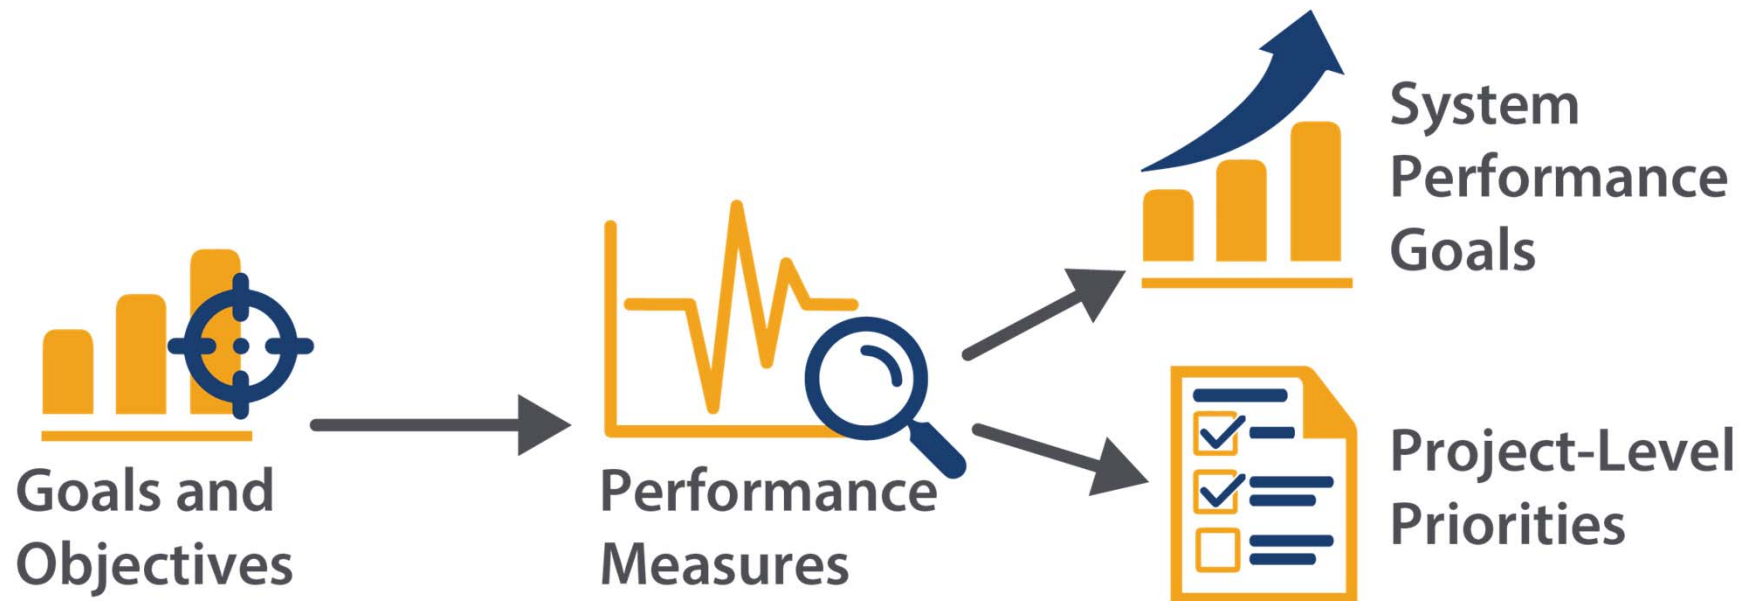 Goals and
Objectives
Performance
Measures
System
Performance
Goals
Project-Level
Priorities